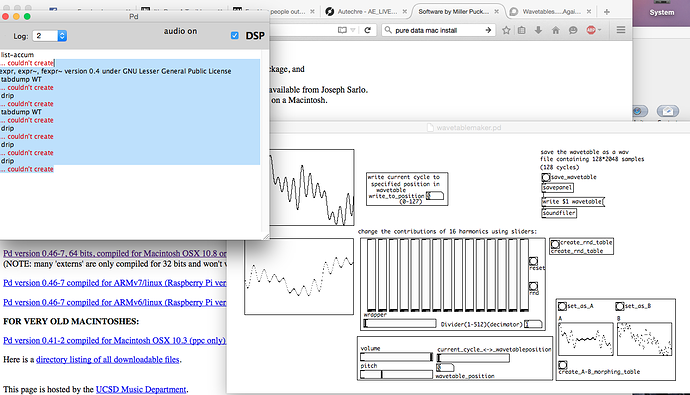 Pd
Autechre - AE_LIVE
Software by Miller Puck...
Wavetables....Again
System
pure data mac install
audio on
Log: 2
DSP
list-accum
... couldn't create
expr, expr~, fexpr~ version 0.4 under GNU Lesser General Public License
tabdump WT
... couldn't create
drip
... couldn't create
tabdump WT
... couldn't create
drip
... couldn't create
drip
... couldn't create
drip
... couldn't create
ckage, and
available from Joseph Sarlo.
on a Macintosh.
wavetablemaker.pd
write current cycle to
specified position in
wavetable
write_to_position 0
(0-127)
save the wavetable as a wav
file containing 128*2048 samples
(128 cycles)
save_wavetable
savepanel
write $1 wavetable
soundfiler
change the contributions of 16 harmonics using sliders:
reset
rnd
create_rnd_table
create_rnd_table
wrapper
Divider(1-512)(decimator) 1
volume
current_cycle_<->_wavetableposition
pitch
0
wavetable_position
set_as_A
set_as_B
A
B
create_A-B_morphing_table
Pd version 0.46-7, 64 bits, compiled for Macintosh OSX 10.8 or
(NOTE: many 'externs' are only compiled for 32 bits and won't
Pd version 0.46-7 compiled for ARMv7/linux (Raspberry Pi ver
Pd version 0.46-7 compiled for ARMv6/linux (Raspberry Pi ver
FOR VERY OLD MACINTOSHES:
Pd version 0.41-2 compiled for Macintosh OSX 10.3 (ppc only)
Here is a directory listing of all downloadable files.
This page is hosted by the UCSD Music Department.